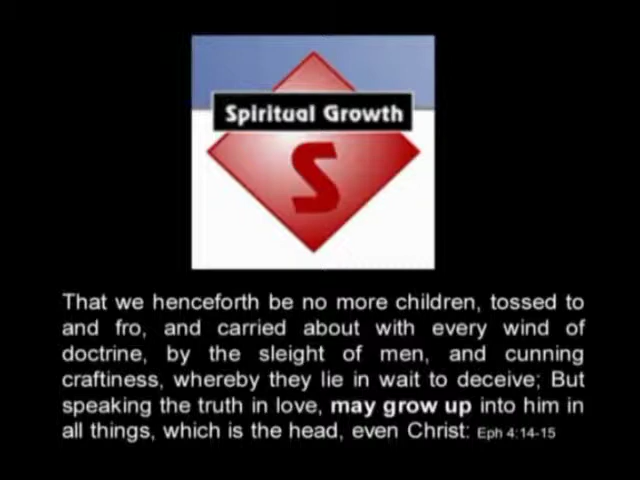 Spiritual Growth
S
That we henceforth be no more children, tossed to
and fro, and carried about with every wind of
doctrine, by the sleight of men, and cunning
craftiness, whereby they lie in wait to deceive; But
speaking the truth in love, may grow up into him in
all things, which is the head, even Christ: Eph 4:14-15